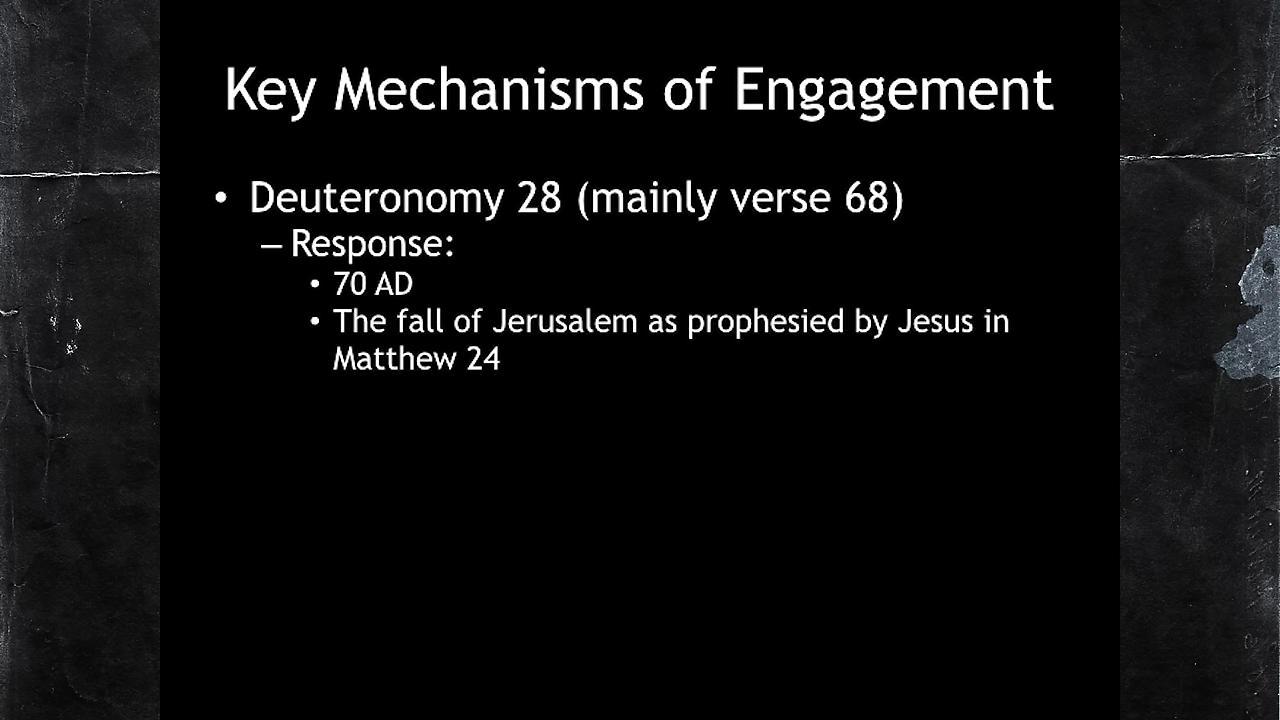 Key Mechanisms of Engagement
• Deuteronomy 28 (mainly verse 68)
– Response:
• 70 AD
• The fall of Jerusalem as prophesied by Jesus in
Matthew 24